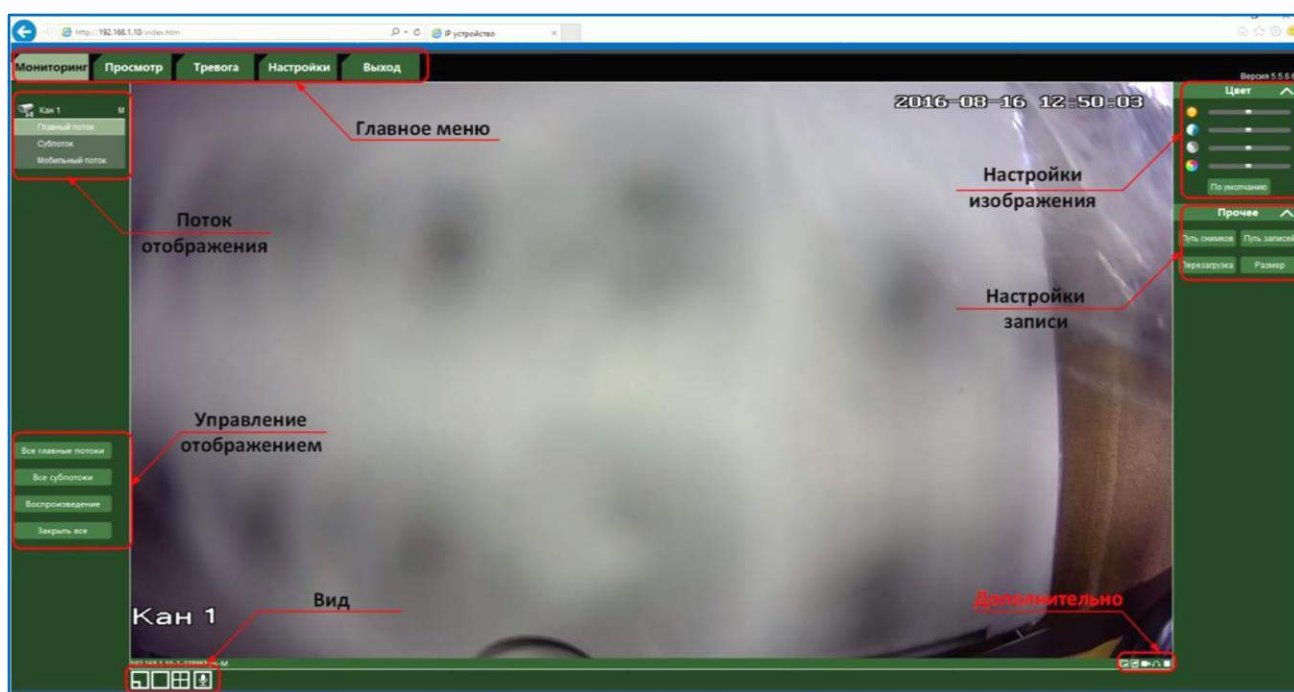 http://192.168.1.10/index.htm
IP устройство
Мониторинг Просмотр Тревога Настройки Выход
Версия 5.5.6.6
Кан 1 M
Главный поток
Субпоток
Мобильный поток
2016-08-16 12:50:03
Главное меню
Цвет
По умолчанию
Настройки
изображения
Поток
отображения
Прочее
Путь снимков Путь записей
Перезагрузка Размер
Настройки
записи
Управление
отображением
Все главные потоки
Все субпотоки
Воспроизведение
Закрыть все
Вид
Дополнительно
Кан 1